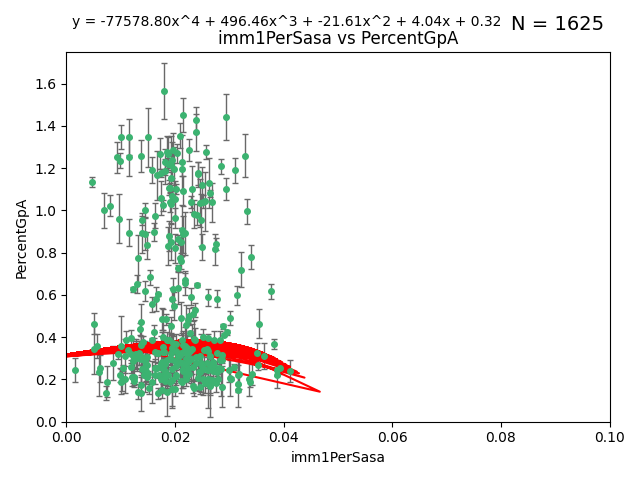 y = -77578.80x^4 + 496.46x^3 + -21.61x^2 + 4.04x + 0.32 N = 1625
imm1PerSasa vs PercentGpA
1.6
1.4
1.2
1.0
0.8
0.6
0.4
0.2
0.0
PercentGpA
0.00 0.02 0.04 0.06 0.08 0.10
imm1PerSasa